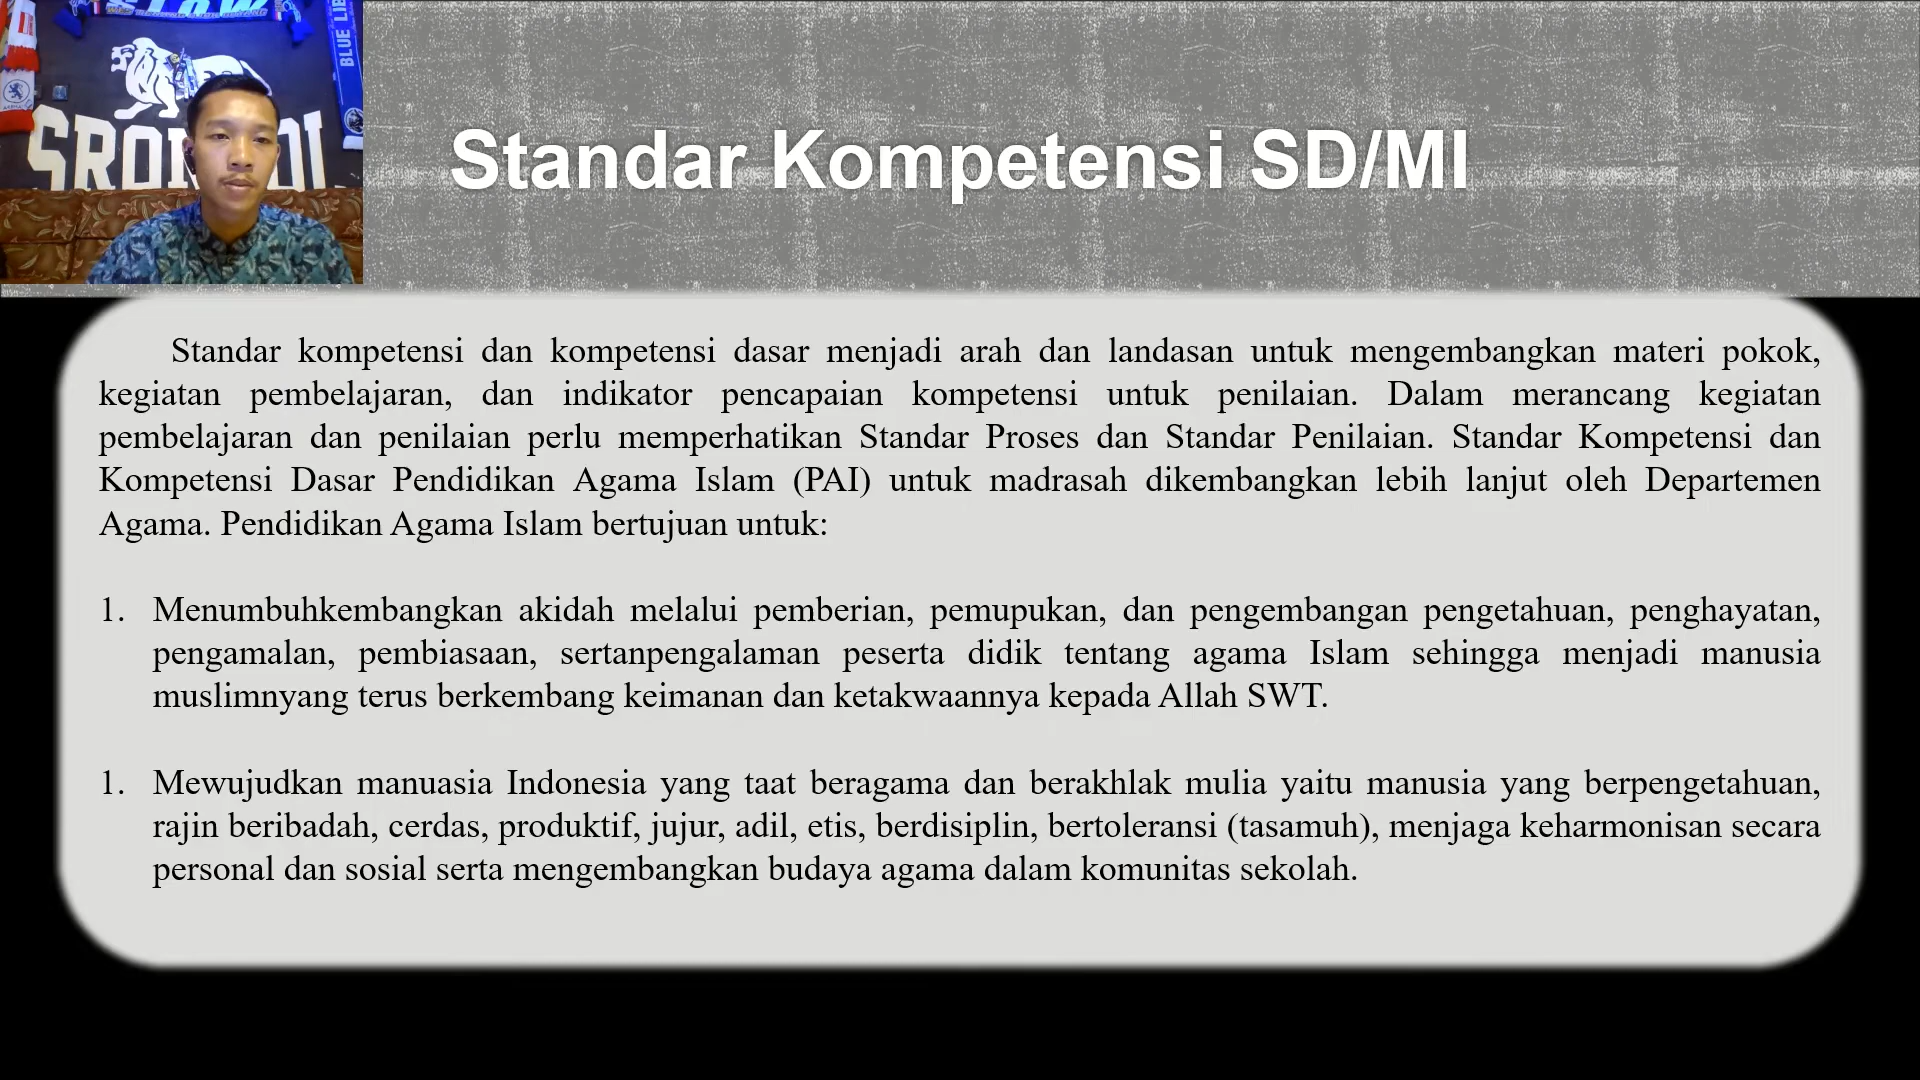 BLUE LIB
Standar Kompetensi SD/MI
Standar kompetensi dan kompetensi dasar menjadi arah dan landasan untuk mengembangkan materi pokok,
kegiatan pembelajaran, dan indikator pencapaian kompetensi untuk penilaian. Dalam merancang kegiatan
pembelajaran dan penilaian perlu memperhatikan Standar Proses dan Standar Penilaian. Standar Kompetensi dan
Kompetensi Dasar Pendidikan Agama Islam (PAI) untuk madrasah dikembangkan lebih lanjut oleh Departemen
Agama. Pendidikan Agama Islam bertujuan untuk:
1. Menumbuhkembangkan akidah melalui pemberian, pemupukan, dan pengembangan pengetahuan, penghayatan,
pengamalan, pembiasaan, sertanpengalaman peserta didik tentang agama Islam sehingga menjadi manusia
muslimnyang terus berkembang keimanan dan ketakwaannya kepada Allah SWT.
1. Mewujudkan manuasia Indonesia yang taat beragama dan berakhlak mulia yaitu manusia yang berpengetahuan,
rajin beribadah, cerdas, produktif, jujur, adil, etis, berdisiplin, bertoleransi (tasamuh), menjaga keharmonisan secara
personal dan sosial serta mengembangkan budaya agama dalam komunitas sekolah.